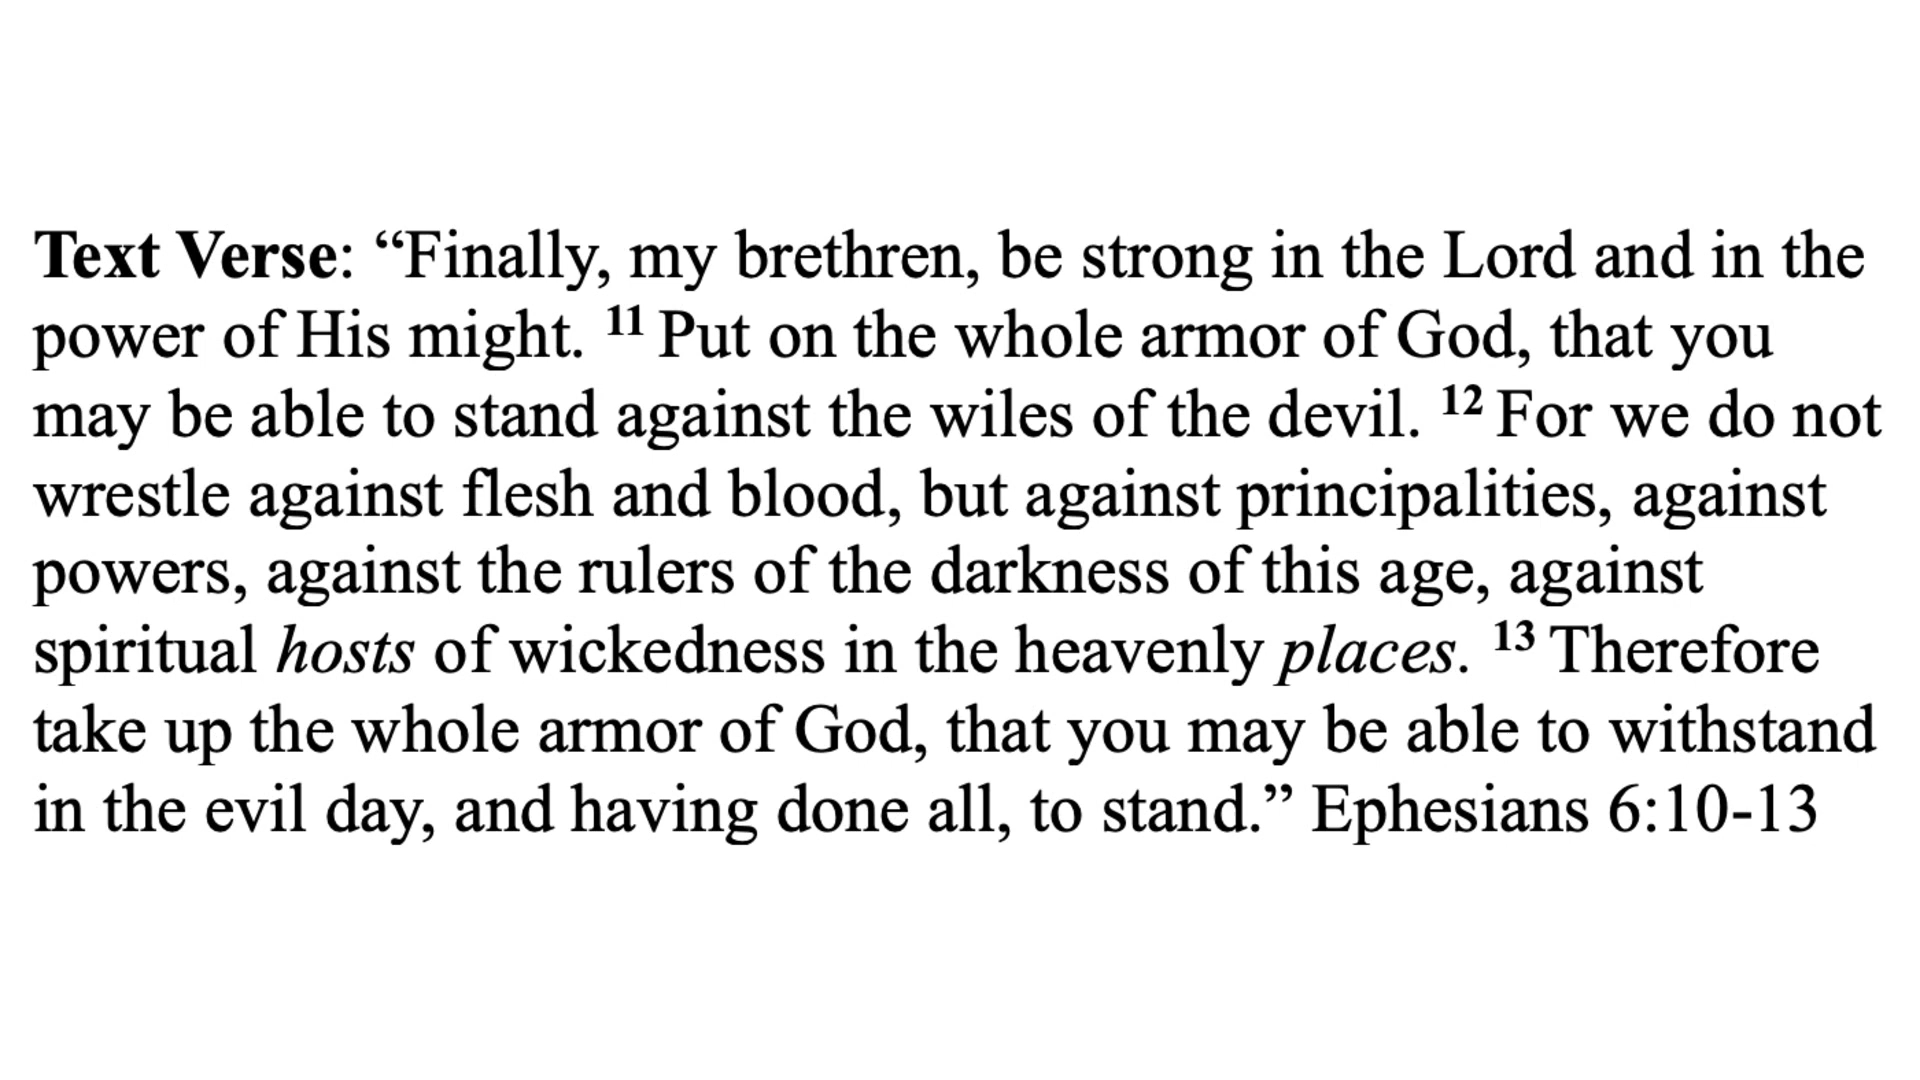 Text Verse: “Finally, my brethren, be strong in the Lord and in the
power of His might. 11 Put on the whole armor of God, that you
may be able to stand against the wiles of the devil. 12 For we do not
wrestle against flesh and blood, but against principalities, against
powers, against the rulers of the darkness of this age, against
spiritual hosts of wickedness in the heavenly places. 13 Therefore
take up the whole armor of God, that you may be able to withstand
in the evil day, and having done all, to stand.” Ephesians 6:10-13